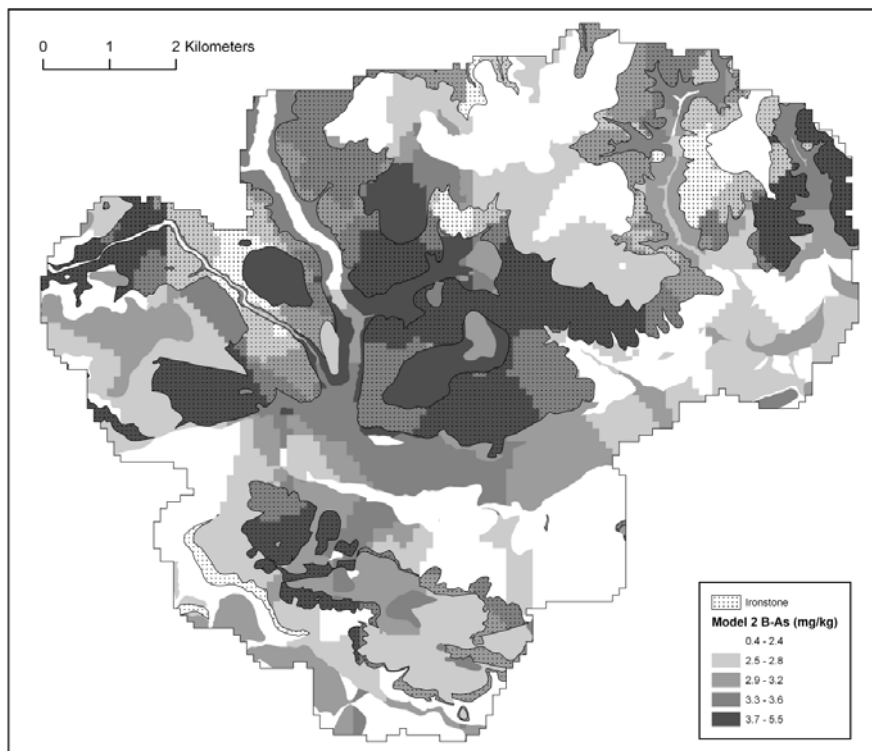 0 1 2 Kilometers
Ironstone
Model 2 B-As (mg/kg)
0.4 - 2.4
2.5 - 2.8
2.9 - 3.2
3.3 - 3.6
3.7 - 5.5